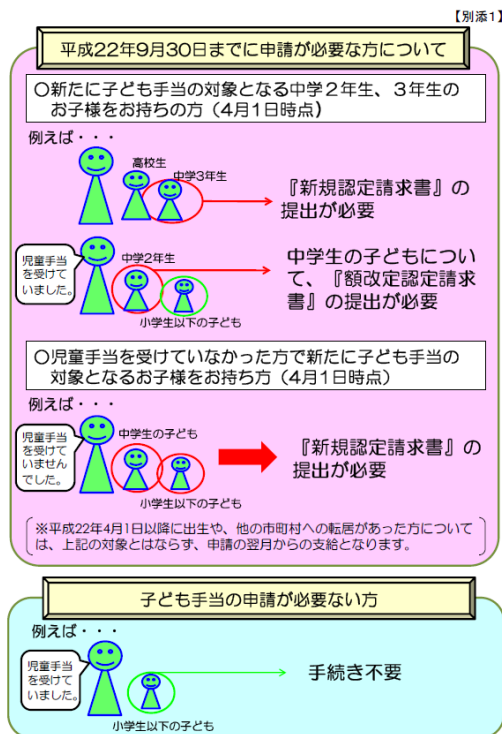 【別添1】
平成22年9月30日までに申請が必要な方について
○新たに子ども手当の対象となる中学2年生、3年生の
お子様をお持ちの方（4月1日時点）
例えば・・・
高校生
中学3年生
『新規認定請求書』の
提出が必要
児童手当
を受けて
いました。
中学2年生
小学生以下の子ども
中学生の子どもについ
て、『額改定認定請求
書』の提出が必要
○児童手当を受けていなかった方で新たに子ども手当の
対象となるお子様をお持ち方（4月1日時点）
例えば・・・
児童手当
を受けて
いません
でした。
中学生の子ども
小学生以下の子ども
『新規認定請求書』の
提出が必要
※平成22年4月1日以降に出生や、他の市町村への転居があった方について
は、上記の対象とはならず、申請の翌月からの支給となります。
子ども手当の申請が必要ない方
例えば・・・
児童手当
を受けて
いました。
小学生以下の子ども
手続き不要